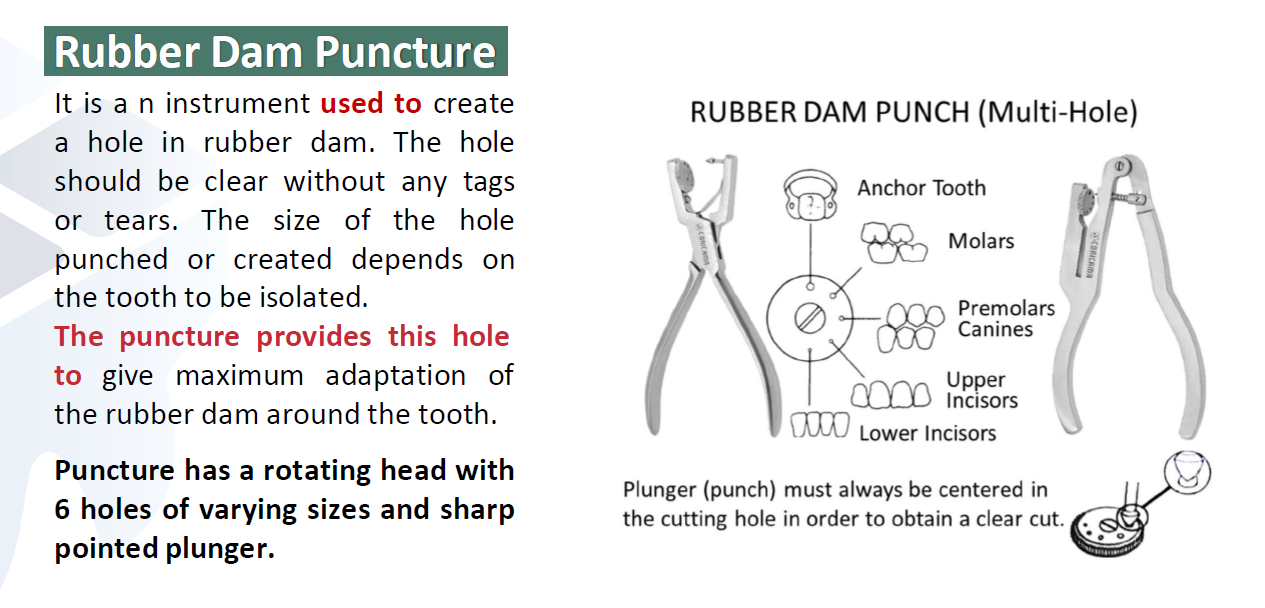 Rubber Dam Puncture
It is a n instrument used to create
a hole in rubber dam. The hole
should be clear without any tags
or tears. The size of the hole
punched or created depends on
the tooth to be isolated.
The puncture provides this hole
to give maximum adaptation of
the rubber dam around the tooth.
Puncture has a rotating head with
6 holes of varying sizes and sharp
pointed plunger.
RUBBER DAM PUNCH (Multi-Hole)
Anchor Tooth
Molars
Premolars
Canines
Upper
Incisors
Lower Incisors
CORICAMA
CORICAMA
Plunger (punch) must always be centered in
the cutting hole in order to obtain a clear cut.